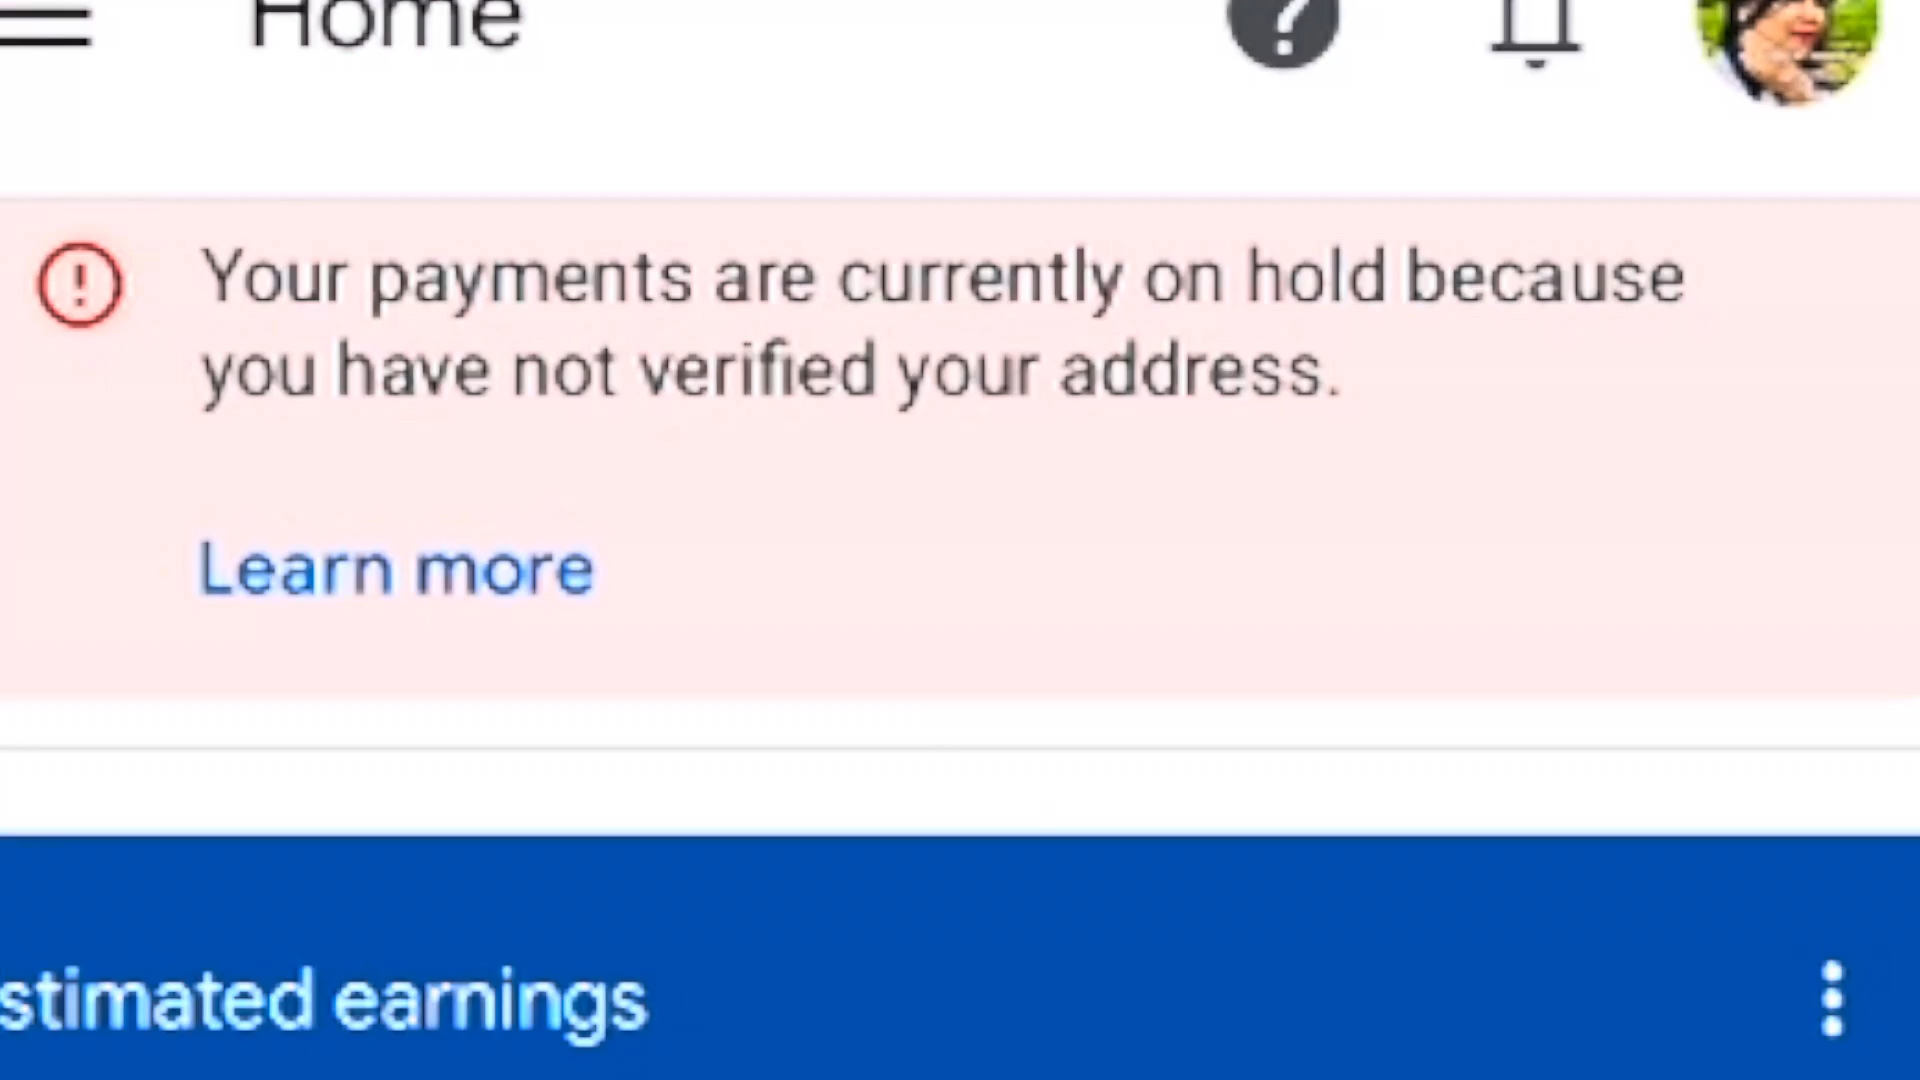 Home
Your payments are currently on hold because
you have not verified your address.
Learn more
stimated earnings